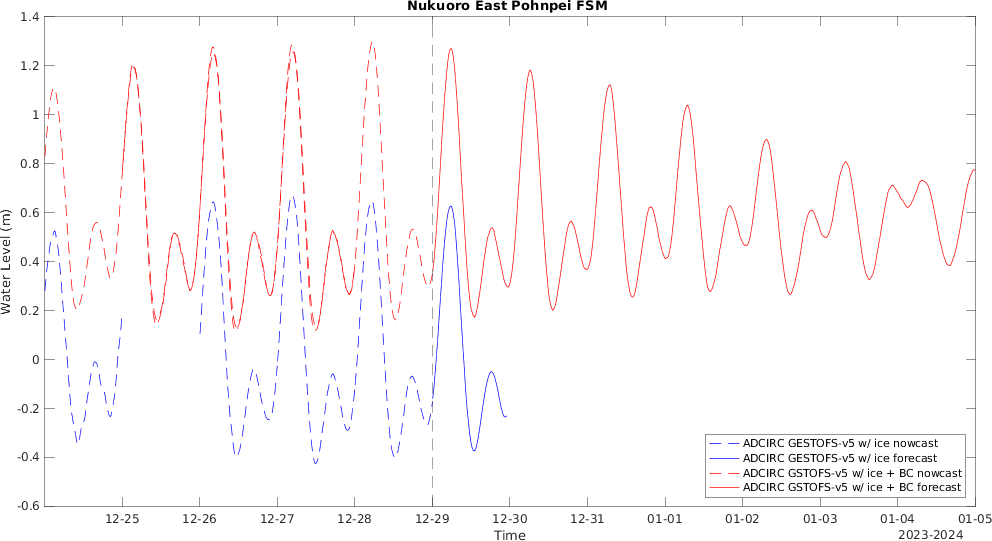 Nukuoro East Pohnpei FSM
1.4
1.2
1
0.8
0.6
0.4
0.2
0
-0.2
-0.4
-0.6
Water Level (m)
ADCIRC GESTOFS-v5 w/ ice nowcast
ADCIRC GESTOFS-v5 w/ ice forecast
ADCIRC GSTOFS-v5 w/ ice + BC nowcast
ADCIRC GSTOFS-v5 w/ ice + BC forecast
12-25 12-26 12-27 12-28 12-29 12-30 12-31 01-01 01-02 01-03 01-04 01-05
Time
2023-2024